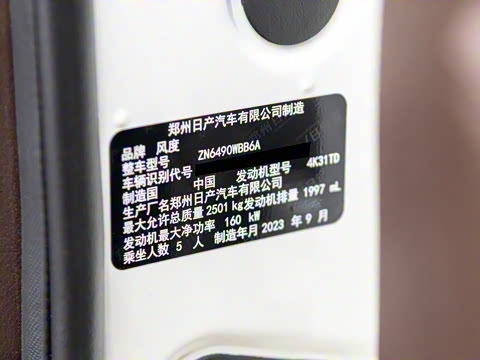 郑州日产汽车有限公司制造
品牌 风度
整车型号 ZN6490WBB6A
车辆识别代号
制造国 中国 发动机型号 4K31TD
生产厂名郑州日产汽车有限公司
最大允许总质量 2501 kg 发动机排量 1997 mL
发动机最大净功率 160 kW
乘坐人数 5 人 制造年月 2023 年 9 月